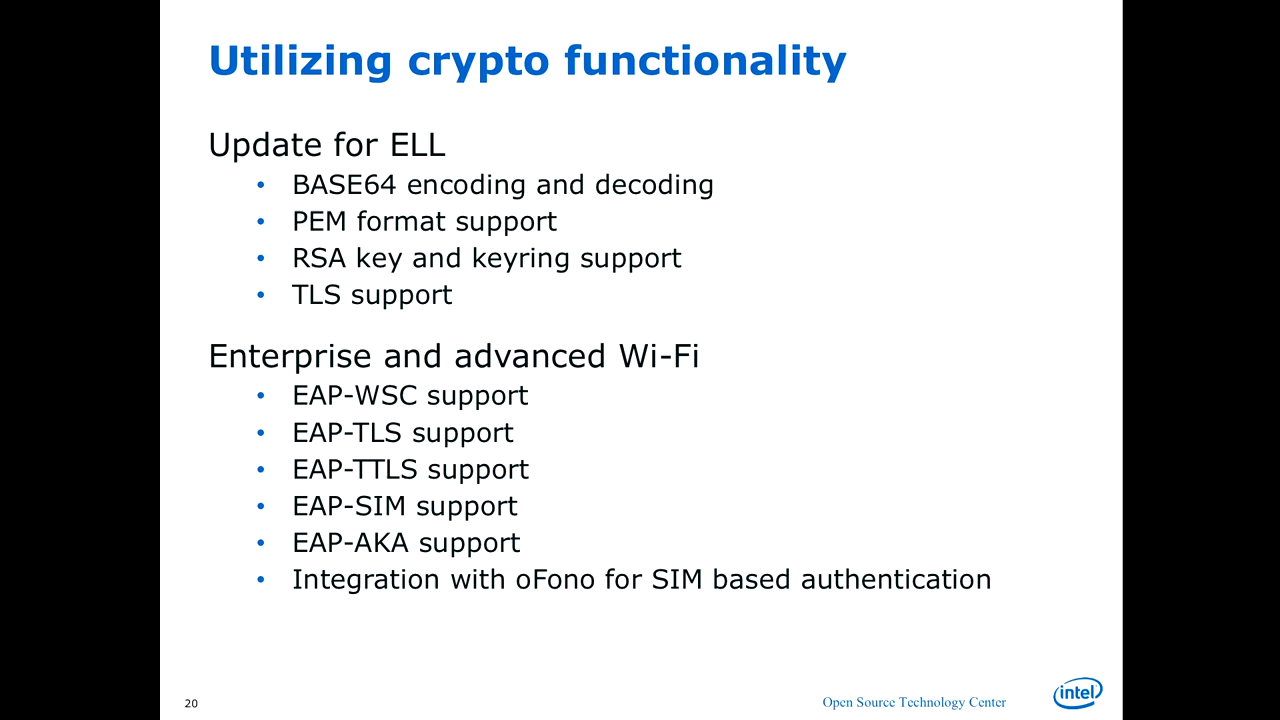 Utilizing crypto functionality
Update for ELL
• BASE64 encoding and decoding
• PEM format support
• RSA key and keyring support
• TLS support
Enterprise and advanced Wi-Fi
• EAP-WSC support
• EAP-TLS support
• EAP-TTLS support
• EAP-SIM support
• EAP-AKA support
• Integration with oFono for SIM based authentication
20
Open Source Technology Center
intel